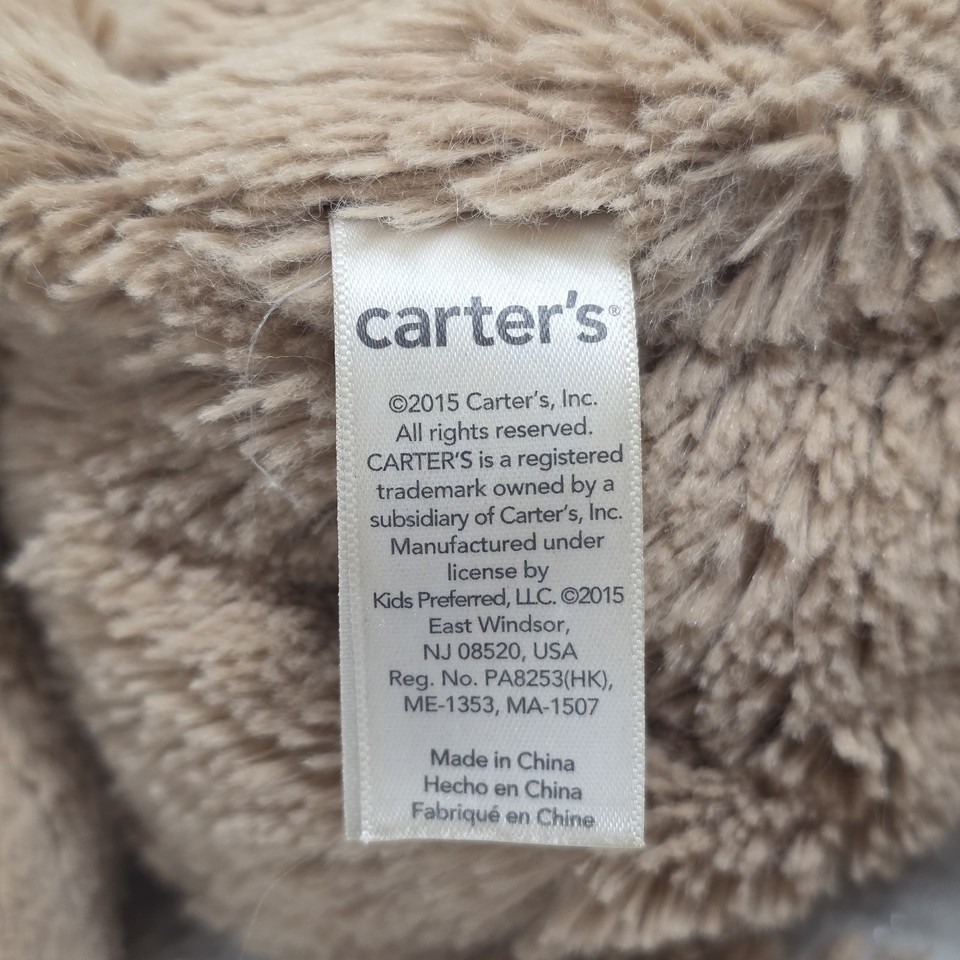 carter's®
©2015 Carter's, Inc.
All rights reserved.
CARTER'S is a registered
trademark owned by a
subsidiary of Carter's, Inc.
Manufactured under
license by
Kids Preferred, LLC. ©2015
East Windsor,
NJ 08520, USA
Reg. No. PA8253(HK),
ME-1353, MA-1507
Made in China
Hecho en China
Fabriqué en Chine